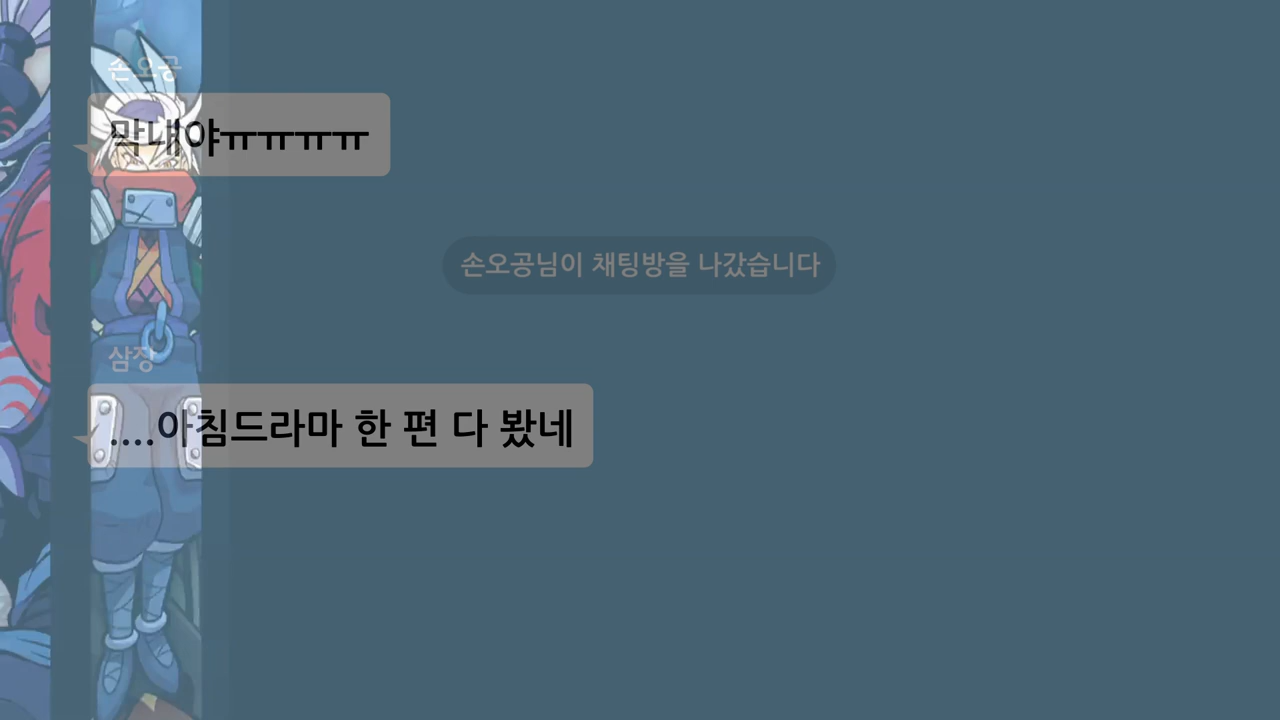 손오공
막내야ㅠㅠㅠㅠ
손오공님이 채팅방을 나갔습니다
삼장
....아침드라마 한 편 다 봤네